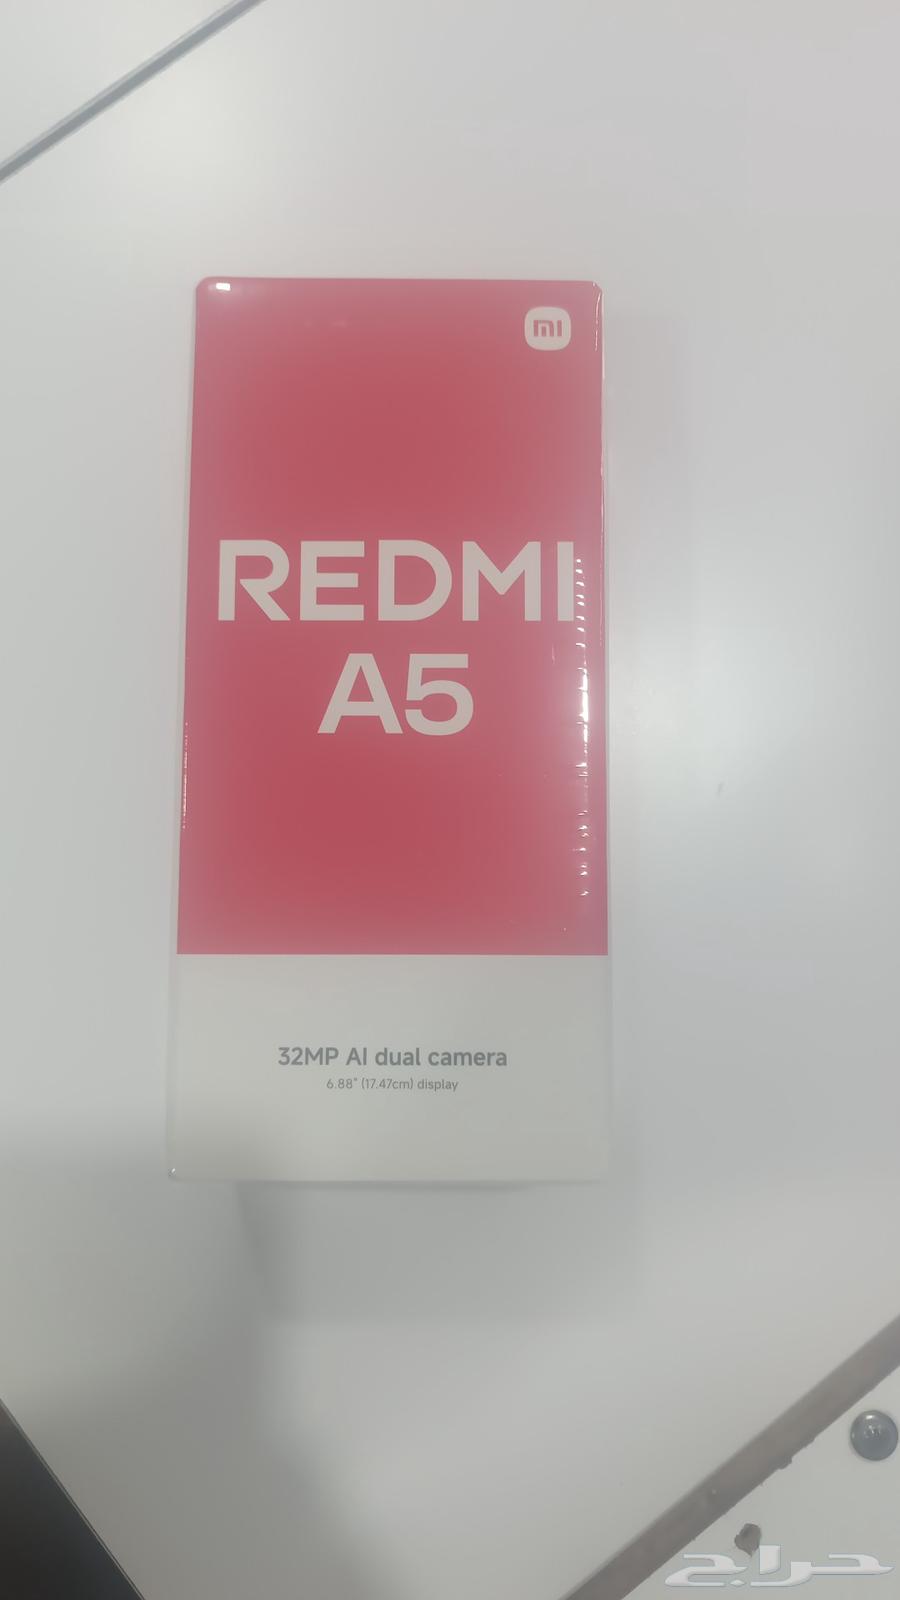 mi
REDMI
A5
32MP AI dual camera
6.88" (17.47cm) display
حراج